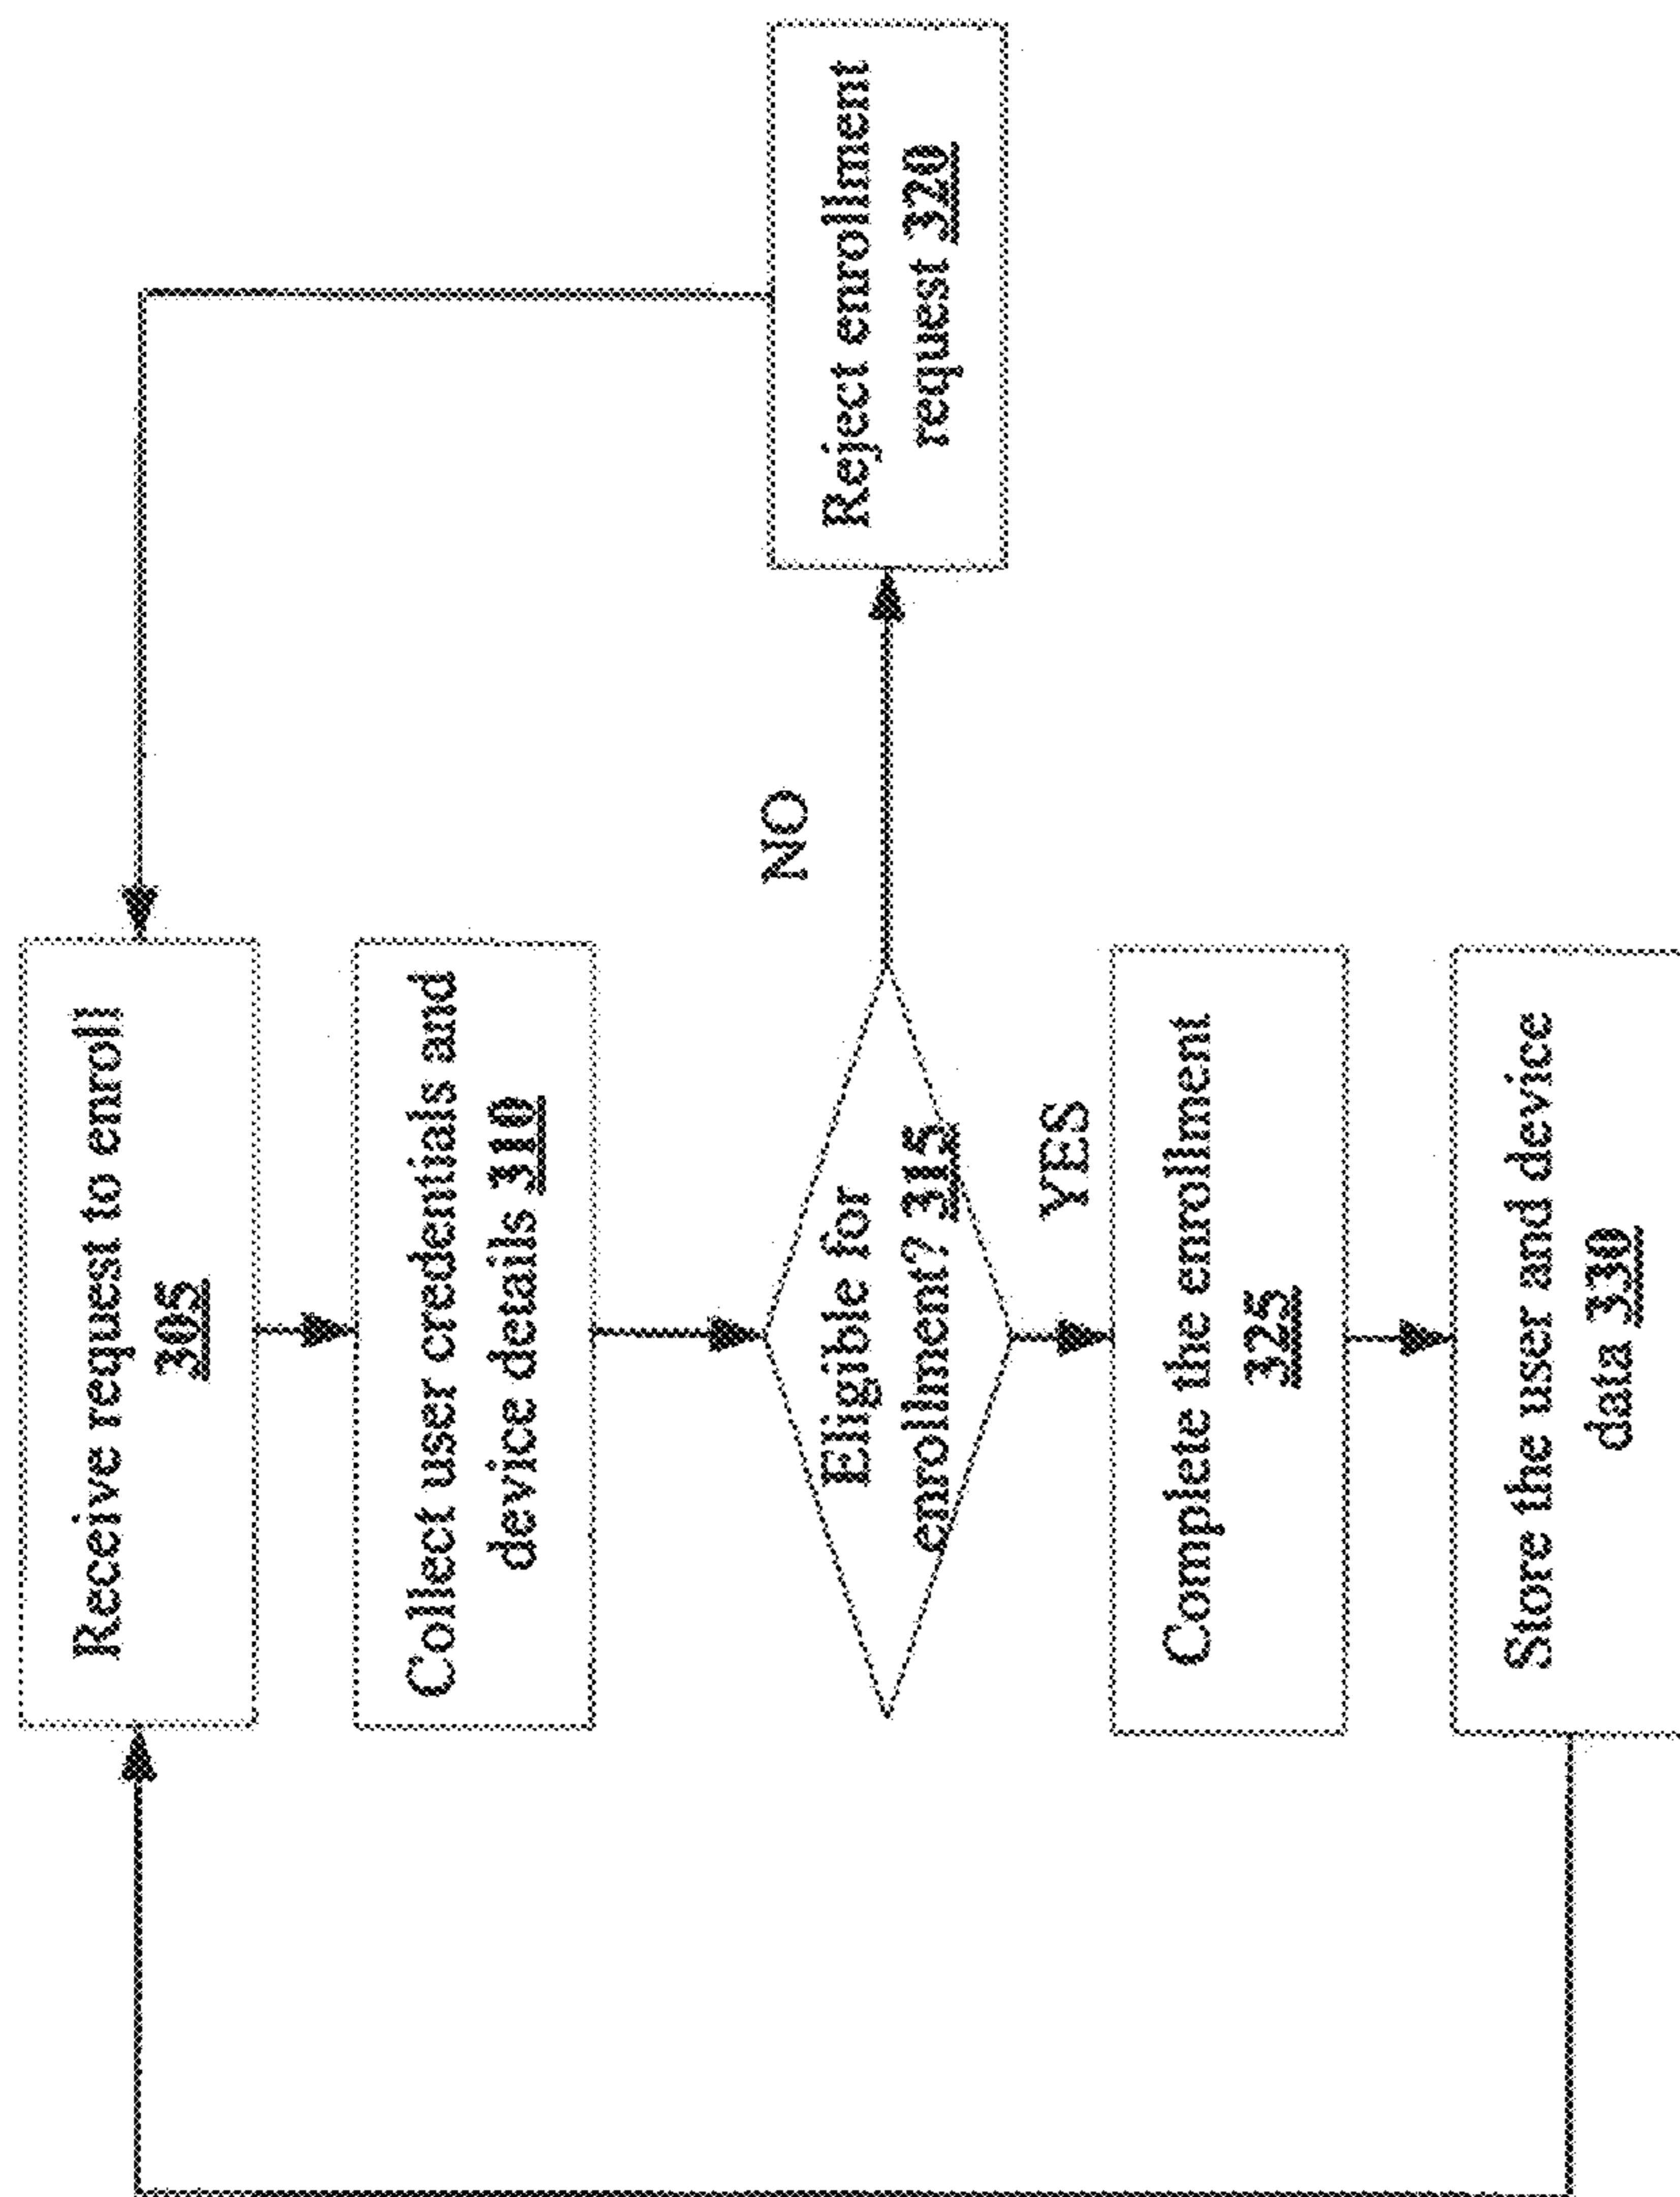 Receive request to enroll
305
Collect user credentials and
device details 310
Eligible for
enrollment? 315
NO
Reject enrollment
request 320
YES
Complete the enrollment
325
Store the user and device
data 330